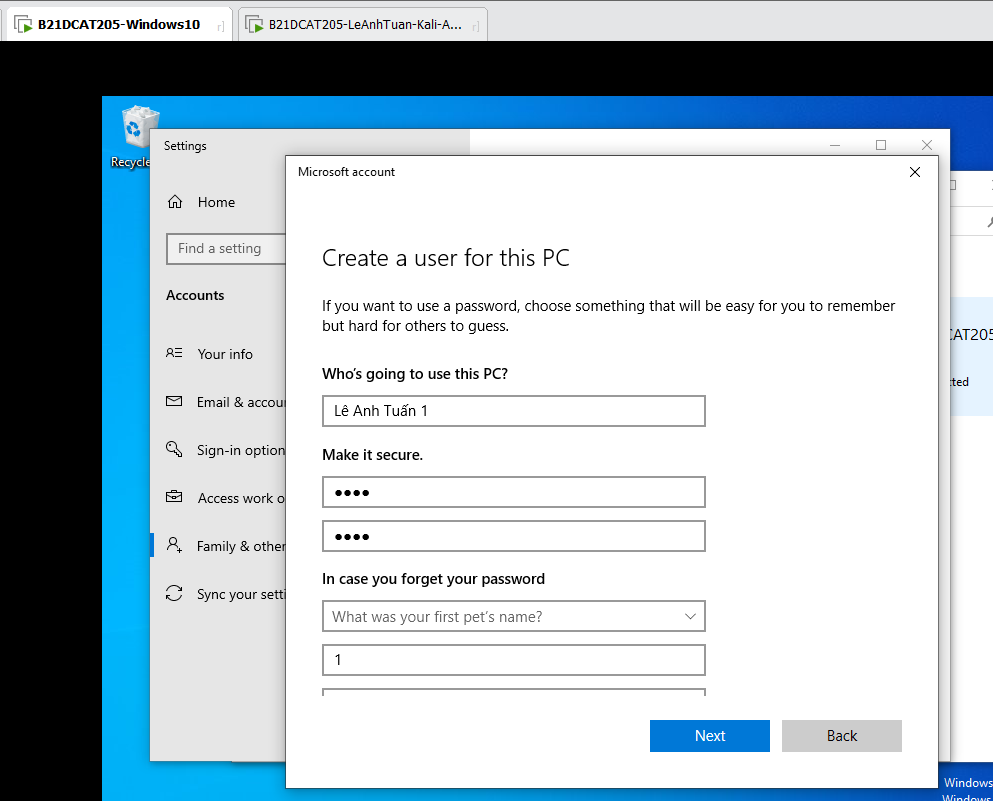 B21DCAT205-Windows10
B21DCAT205-LeAnhTuan-Kali-A...
Recycle
Settings
Microsoft account
Home
Find a setting
Accounts
Your info
Email & accou
Sign-in option
Access work o
Family & other
Sync your setti
Create a user for this PC
If you want to use a password, choose something that will be easy for you to remember
but hard for others to guess.
Who's going to use this PC?
Lê Anh Tuấn 1
Make it secure.
●●●●
●●●●
In case you forget your password
What was your first pet's name?
1
Next
Back
CAT205
cted
Windows
Windows